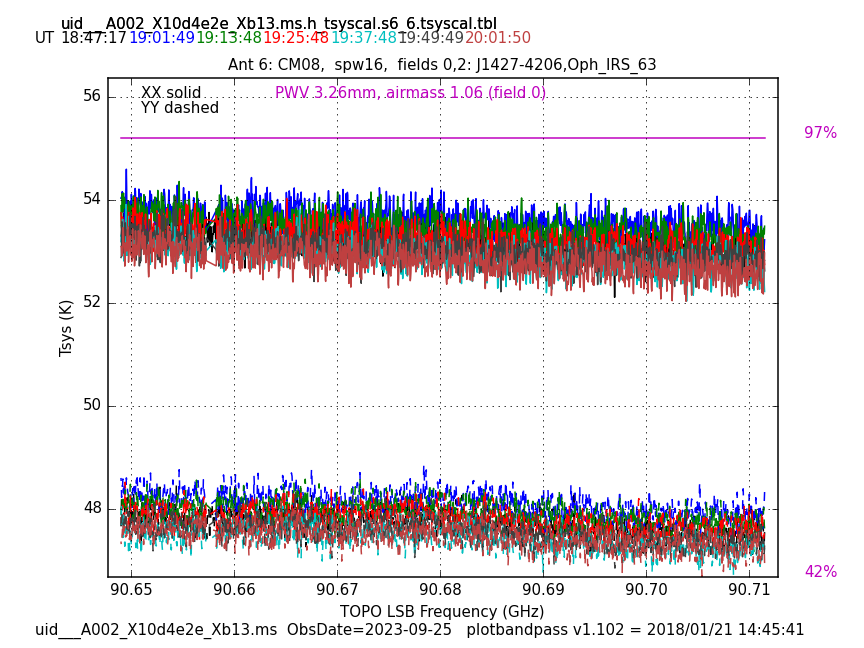 uid___A002_X10d4e2e_Xb13.ms.h_tsyscal.s6_6.tsyscal.tbl
UT 18:47:17 19:01:49 19:13:48 19:25:48 19:37:48 19:49:49 20:01:50
Ant 6: CM08,  spw16,  fields 0,2: J1427-4206,Oph_IRS_63
XX solid
PWV 3.26mm, airmass 1.06 (field 0)
YY dashed
97%
42%
56
54
52
50
48
Tsys (K)
90.65 90.66 90.67 90.68 90.69 90.70 90.71
TOPO LSB Frequency (GHz)
uid___A002_X10d4e2e_Xb13.ms  ObsDate=2023-09-25   plotbandpass v1.102 = 2018/01/21 14:45:41